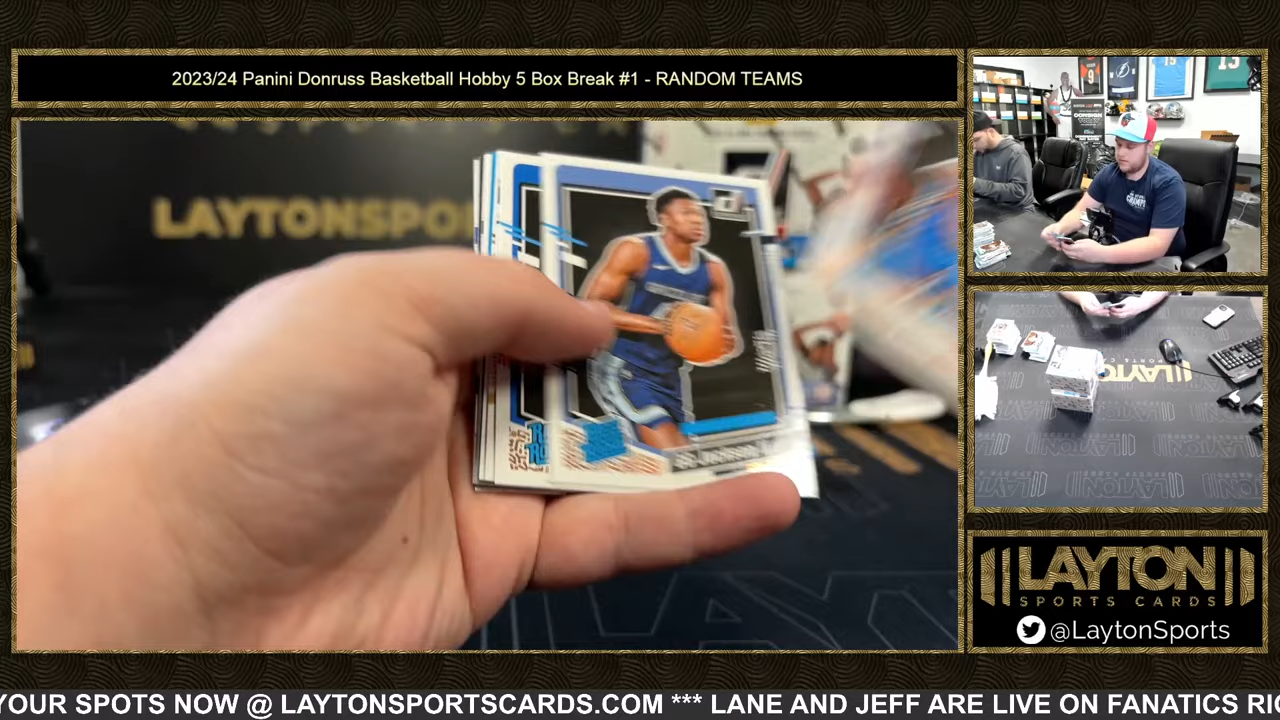 2023/24 Panini Donruss Basketball Hobby 5 Box Break #1 - RANDOM TEAMS
LAYTONSPO
LAYTON
SPORTS CARDS
@LaytonSports
YOUR SPOTS NOW @ LAYTONSPORTSCARDS.COM *** LANE AND JEFF ARE LIVE ON FANATICS RI